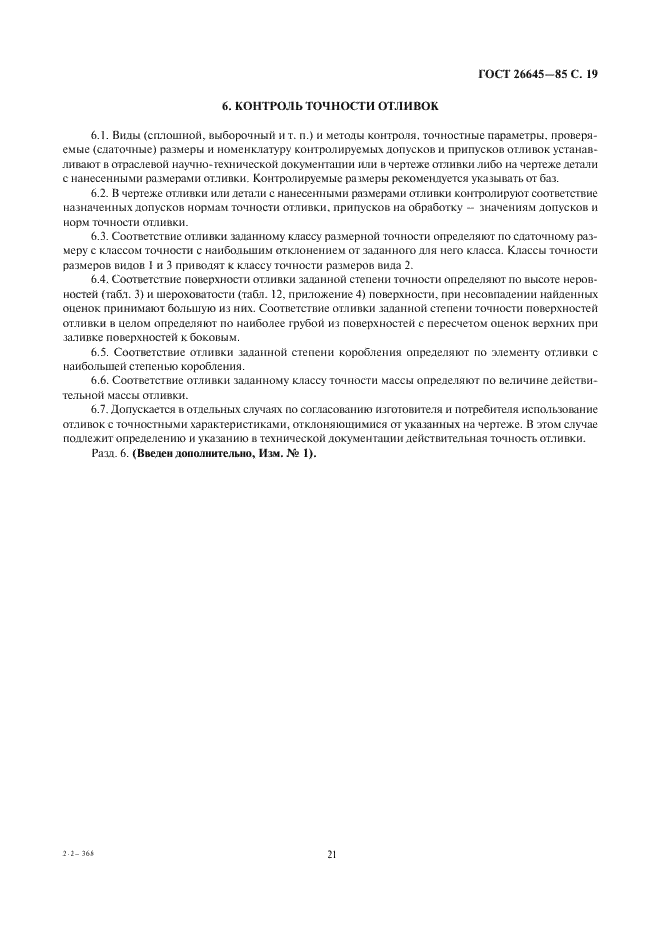 ГОСТ 26645—85 С. 19
6. КОНТРОЛЬ ТОЧНОСТИ ОТЛИВОК
6.1. Виды (сплошной, выборочный и т. п.) и методы контроля, точностные параметры, проверя-
емые (сдаточные) размеры и номенклатуру контролируемых допусков и припусков отливок устанав-
ливают в отраслевой научно-технической документации или в чертеже отливки либо на чертеже детали
с нанесенными размерами отливки. Контролируемые размеры рекомендуется указывать от баз.
6.2. В чертеже отливки или детали с нанесенными размерами отливки контролируют соответствие
назначенных допусков нормам точности отливки, припусков на обработку — значениям допусков и
норм точности отливки.
6.3. Соответствие отливки заданному классу размерной точности определяют по сдаточному раз-
меру с классом точности с наибольшим отклонением от заданного для него класса. Классы точности
размеров видов 1 и 3 приводят к классу точности размеров вида 2.
6.4. Соответствие поверхности отливки заданной степени точности определяют по высоте неров-
ностей (табл. 3) и шероховатости (табл. 12, приложение 4) поверхности, при несовпадении найденных
оценок принимают большую из них. Соответствие отливки заданной степени точности поверхностей
отливки в целом определяют по наиболее грубой из поверхностей с пересчетом оценок верхних при
заливке поверхностей к боковым.
6.5. Соответствие отливки заданной степени коробления определяют по элементу отливки с
наибольшей степенью коробления.
6.6. Соответствие отливки заданному классу точности массы определяют по величине действи-
тельной массы отливки.
6.7. Допускается в отдельных случаях по согласованию изготовителя и потребителя использование
отливок с точностными характеристиками, отклоняющимися от указанных на чертеже. В этом случае
подлежит определению и указанию в технической документации действительная точность отливки.
Разд. 6. (Введен дополнительно, Изм. № 1).
2-2— 368
21